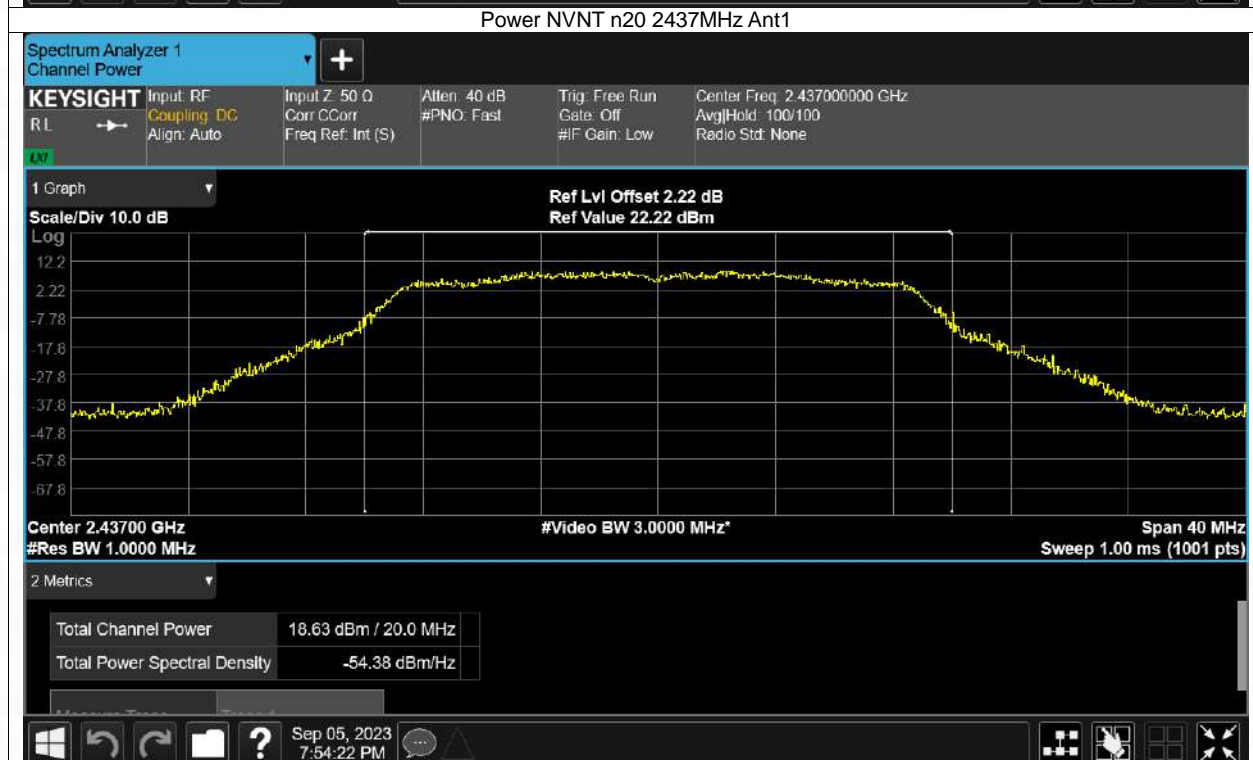 Power NVNT n20 2437MHz Ant1
Spectrum Analyzer 1
Channel Power
+
KEYSIGHT
RL
LXI
Input: RF
Coupling: DC
Align: Auto
Input Z: 50 Ω
Corr CCorr
Freq Ref: Int (S)
Atten: 40 dB
#PNO: Fast
Trig: Free Run
Gate: Off
#IF Gain: Low
Center Freq: 2.437000000 GHz
Avg|Hold: 100/100
Radio Std: None
1 Graph
Scale/Div 10.0 dB
Ref Lvl Offset 2.22 dB
Ref Value 22.22 dBm
Log
12.2
2.22
-7.78
-17.8
-27.8
-37.8
-47.8
-57.8
-67.8
Center 2.43700 GHz
#Res BW 1.0000 MHz
#Video BW 3.0000 MHz*
Span 40 MHz
Sweep 1.00 ms (1001 pts)
2 Metrics
Total Channel Power 18.63 dBm / 20.0 MHz
Total Power Spectral Density -54.38 dBm/Hz
?
Sep 05, 2023
7:54:22 PM